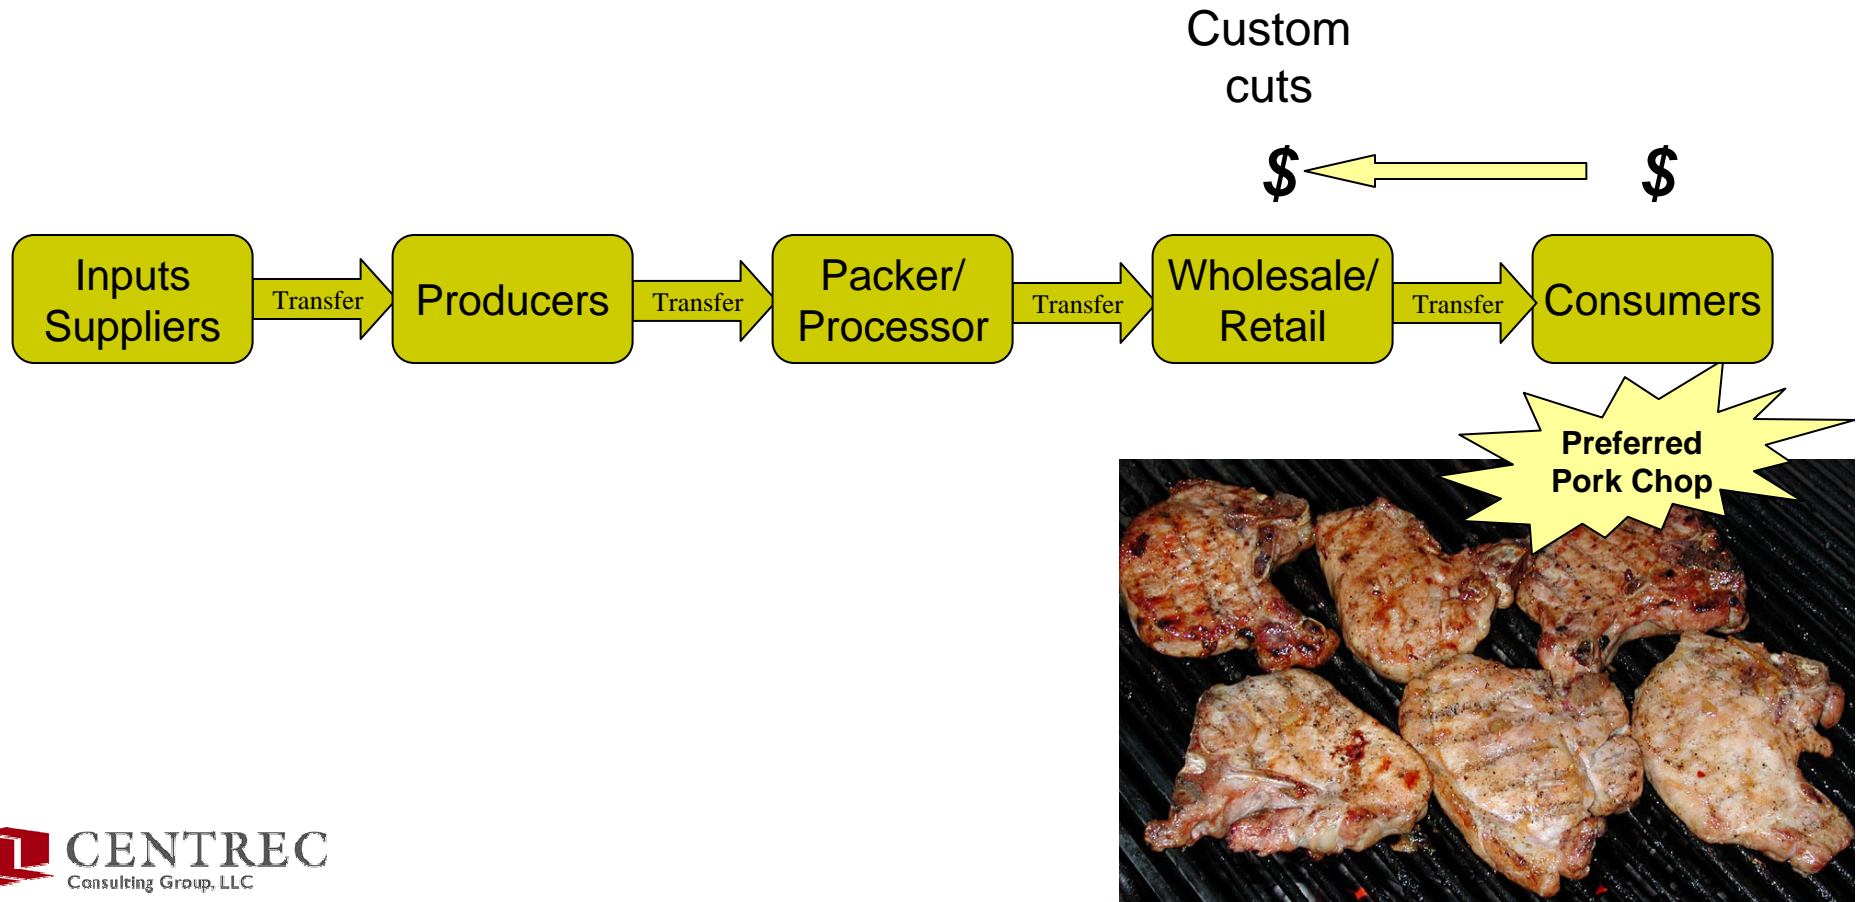 Custom
cuts
$ $
Inputs
Suppliers
Transfer
Producers
Transfer
Packer/
Processor
Transfer
Wholesale/
Retail
Transfer
Consumers
Preferred
Pork Chop
CENTREC
Consulting Group, LLC